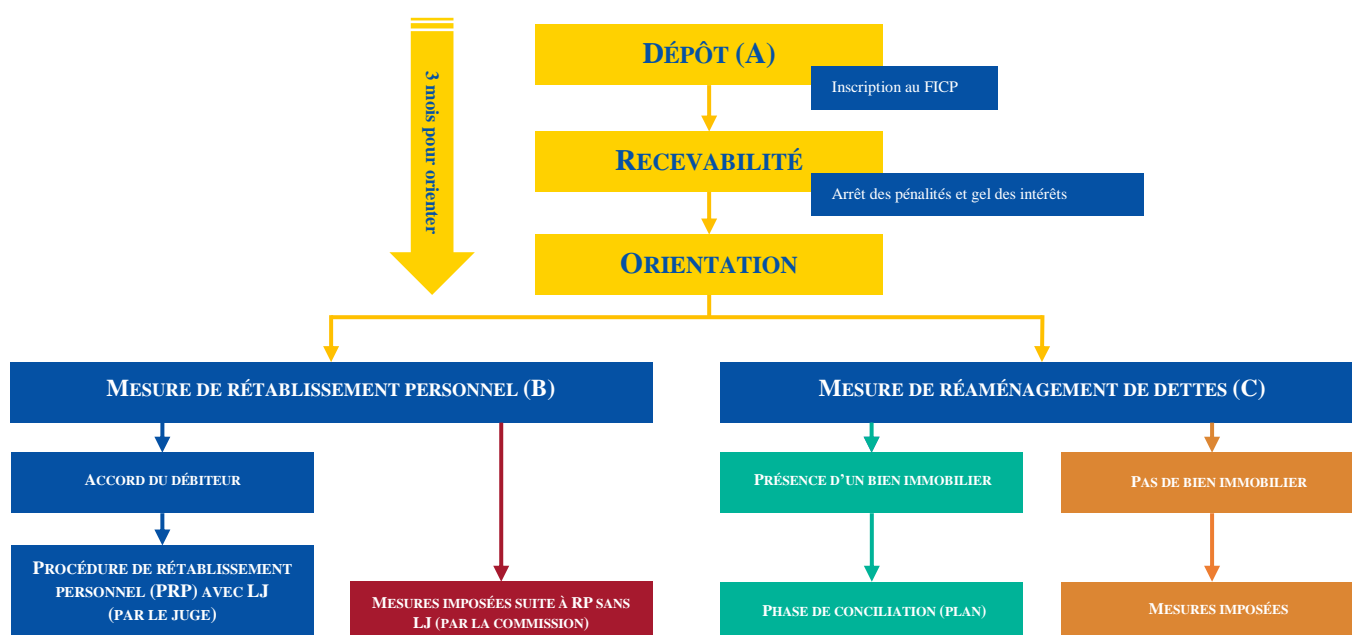 DÉPÔT (A)
Inscription au FICP
3 mois pour orienter
RECEVABILITÉ
Arrêt des pénalités et gel des intérêts
ORIENTATION
MESURE DE RÉTABLISSEMENT PERSONNEL (B)
MESURE DE RÉAMÉNAGEMENT DE DETTES (C)
ACCORD DU DÉBITEUR
PRÉSENCE D'UN BIEN IMMOBILIER
PAS DE BIEN IMMOBILIER
PROCÉDURE DE RÉTABLISSEMENT
PERSONNEL (PRP) AVEC LJ
(PAR LE JUGE)
MESURES IMPOSÉES SUITE À RP SANS
LJ (PAR LA COMMISSION)
PHASE DE CONCILIATION (PLAN)
MESURES IMPOSÉES